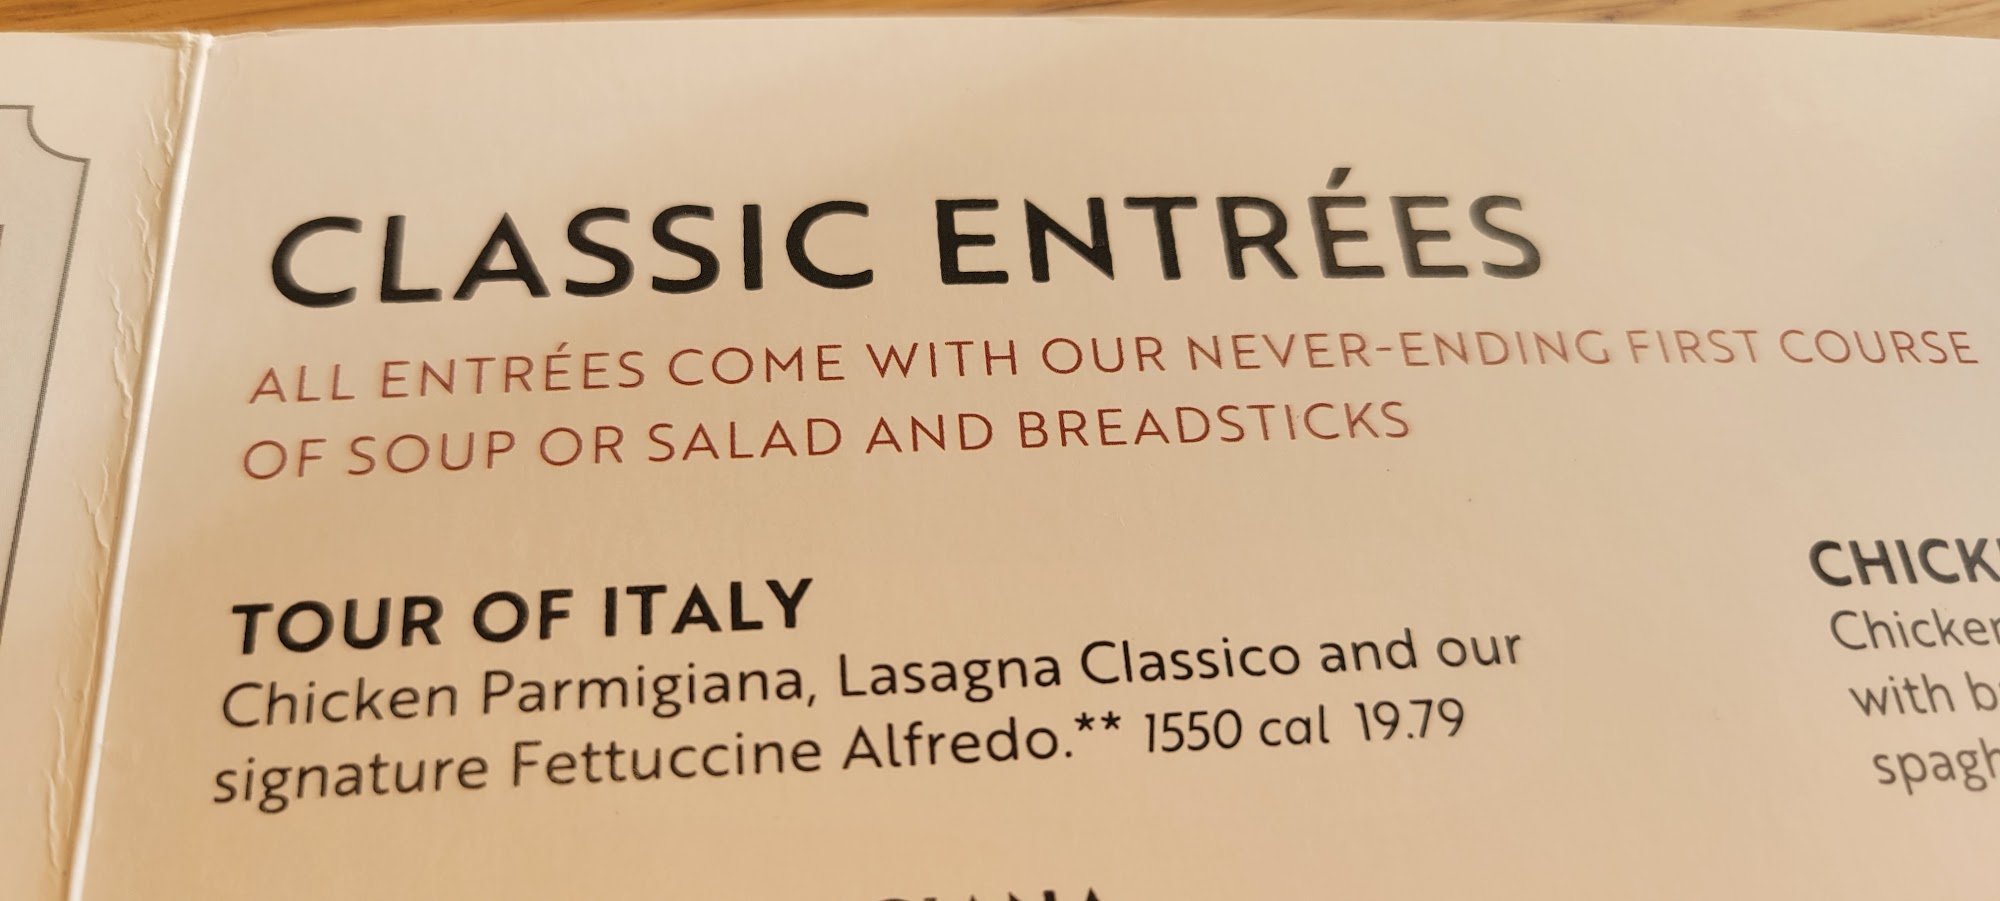 CLASSIC ENTRÉES
ALL ENTRÉES COME WITH OUR NEVER-ENDING FIRST COURSE
OF SOUP OR SALAD AND BREADSTICKS
TOUR OF ITALY
Chicken Parmigiana, Lasagna Classico and our
signature Fettuccine Alfredo.** 1550 cal 19.79